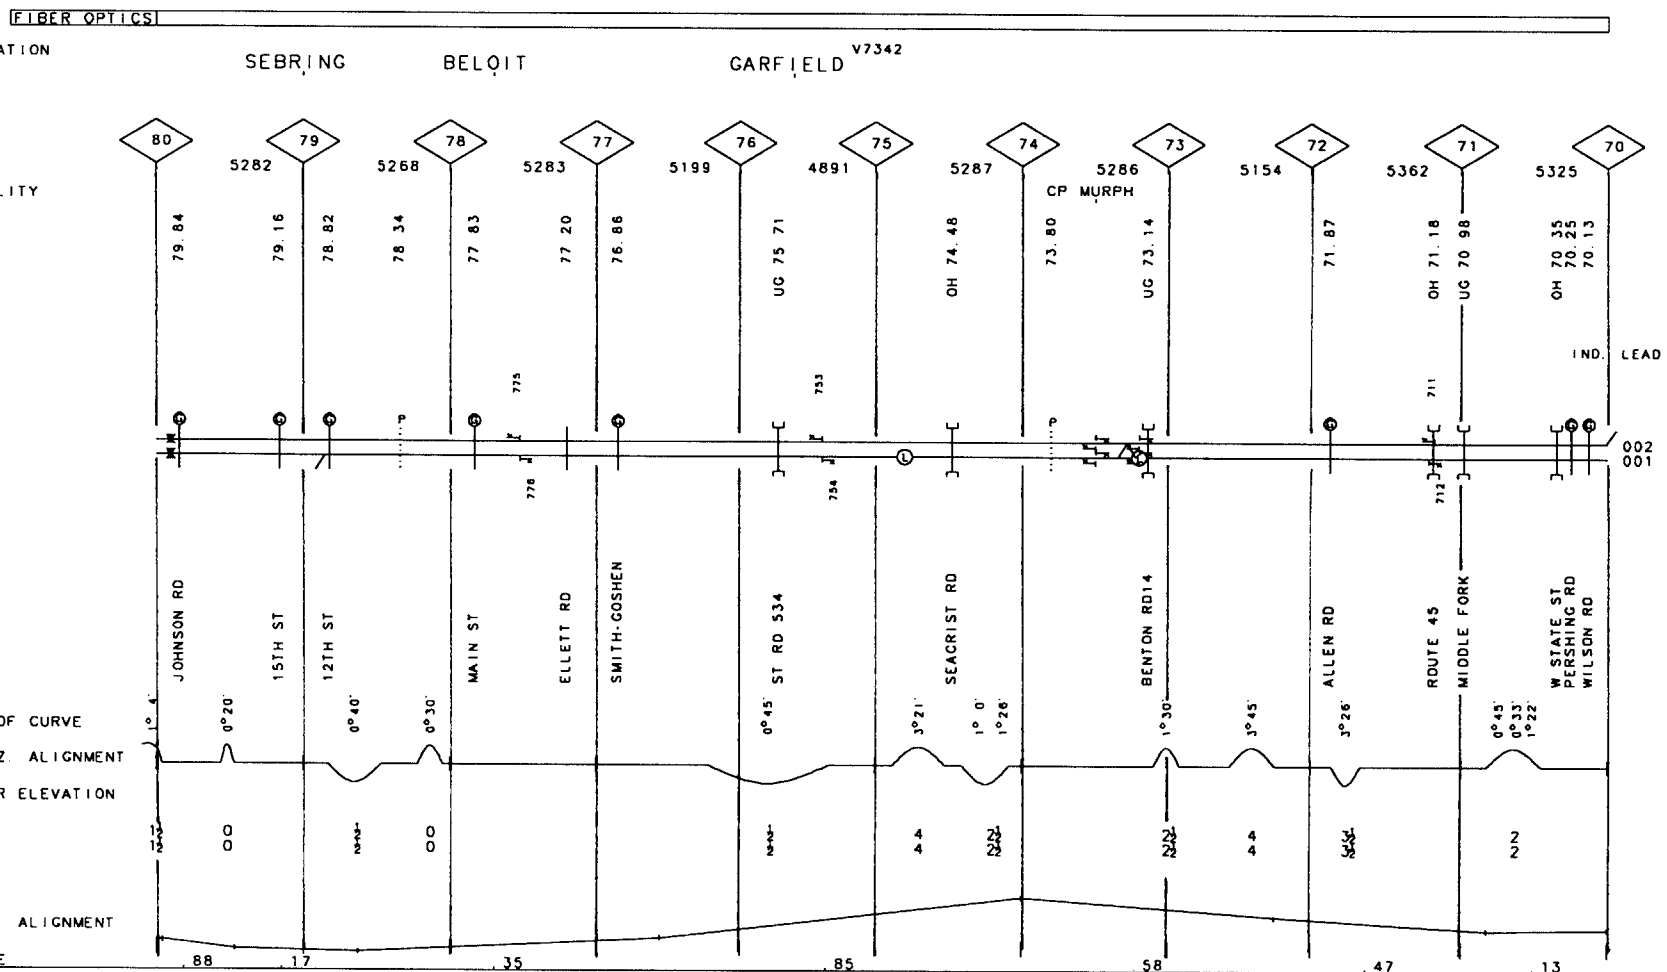 FIBER OPTICS
ATION
SEBRING BELOIT GARFIELD V7342
80 79 78 77 76 75 74 73 72 71 70
5282 5268 5283 5199 4891 5287 5286 5154 5362 5325
LITY
CP MURPH
79.84
79.16
78.82
78 34
77 83
77 20
76.86
UG 75 71
OH 74.48
73.80
UG 73.14
71.87
OH 71.18
UG 70 98
OH 70 35
70.25
70.13
IND. LEAD
775
753
711
P
P
L
002
001
776
754
712
JOHNSON RD
15TH ST
12TH ST
MAIN ST
ELLETT RD
SMITH-GOSHEN
ST RD 534
SEACRIST RD
BENTON RD14
ALLEN RD
ROUTE 45
MIDDLE FORK
W STATE ST
PERSHING RD
WILSON RD
OF CURVE
1° 4'
0°20'
0°40'
0°30'
0°45'
3°21'
1° 0'
1°26'
1°30'
3°45'
3°26'
0°45'
0°33'
1°22'
Z. ALIGNMENT
R ELEVATION
0 0 4 4 2
0 0 4 4 2
ALIGNMENT
E
.88 .17 .35 .85 .58 .47 .13